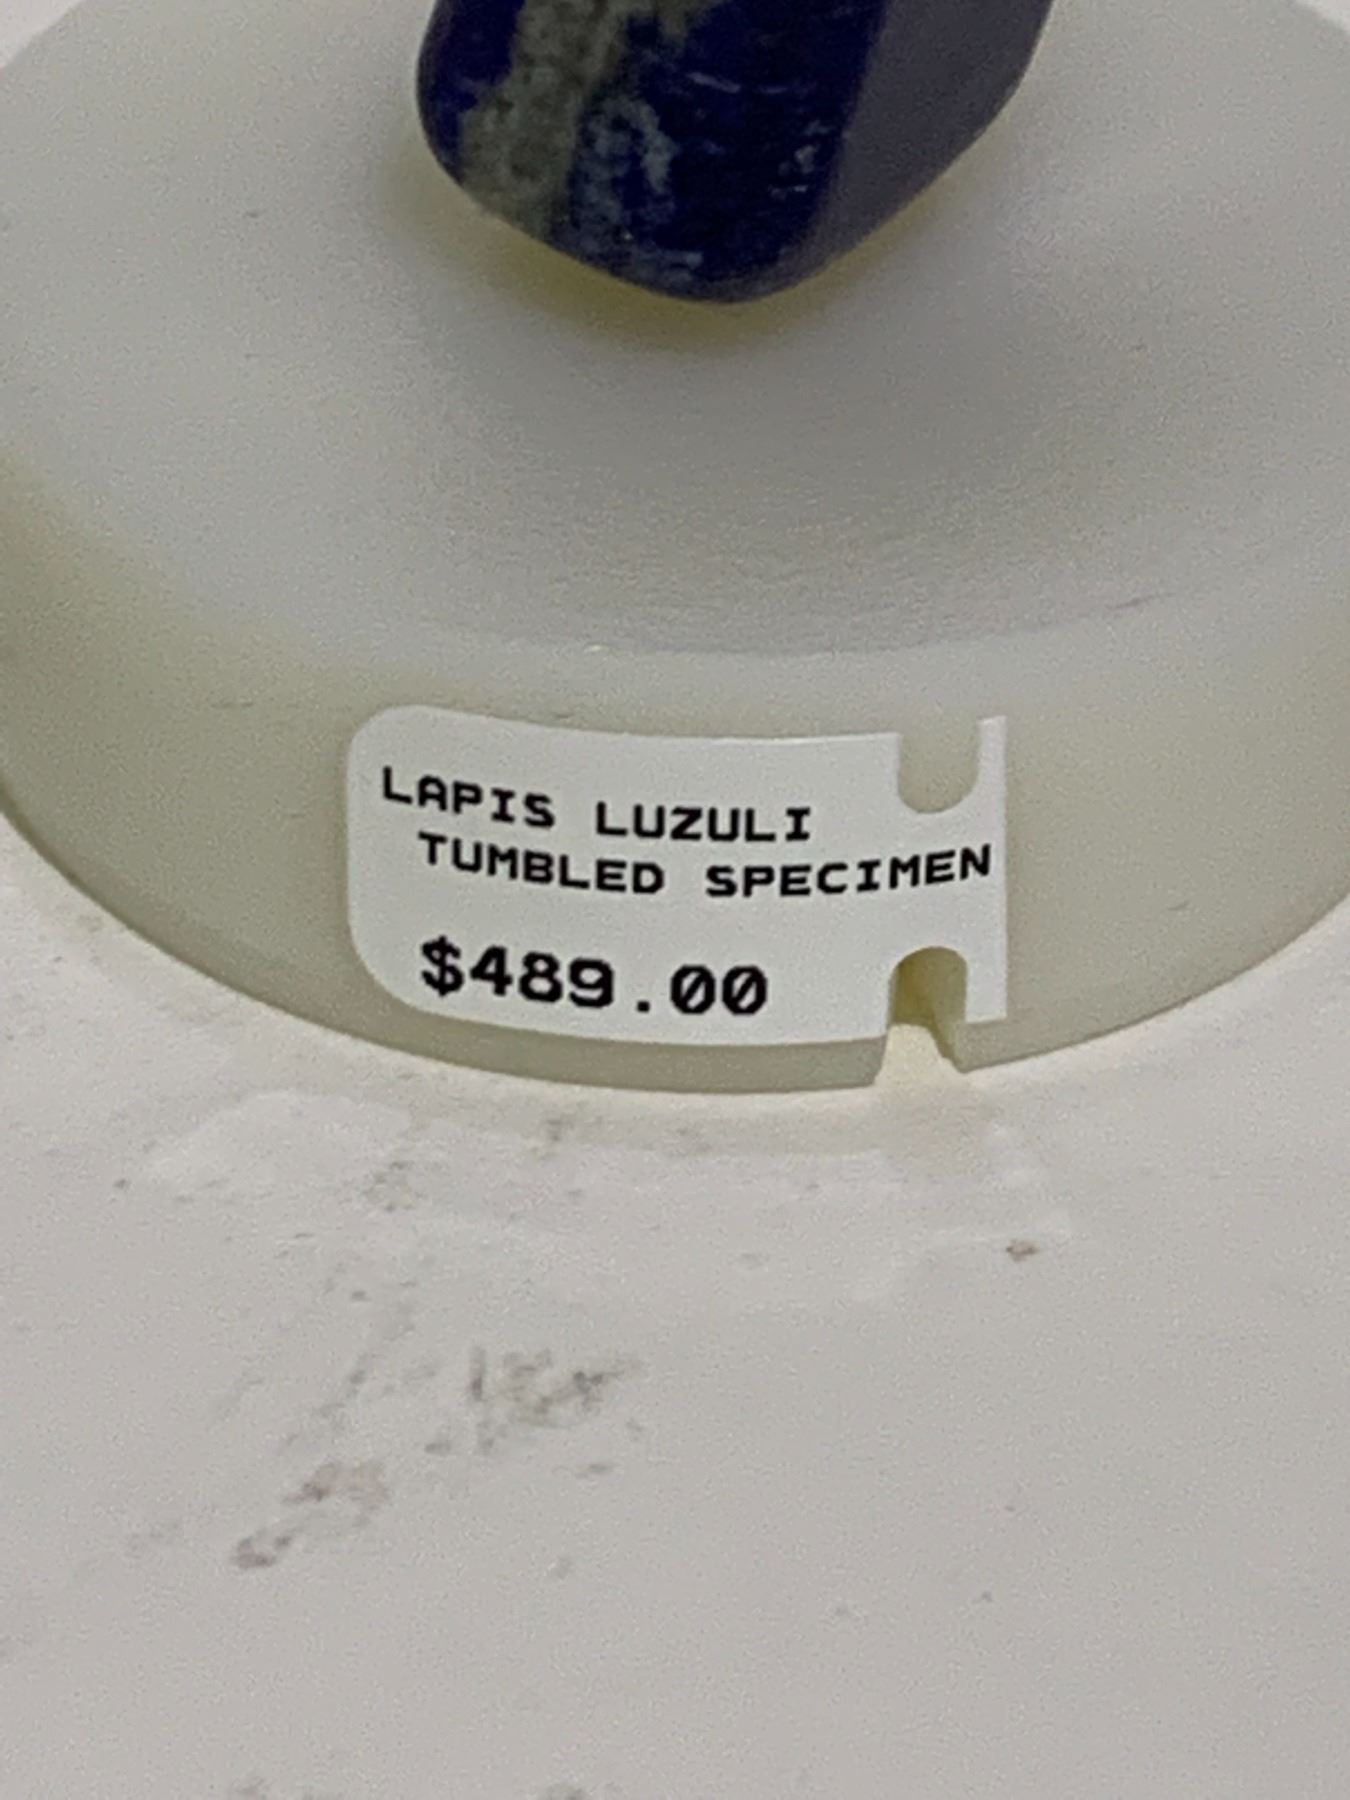 LAPIS LUZULI
TUMBLED SPECIMEN
$489.00